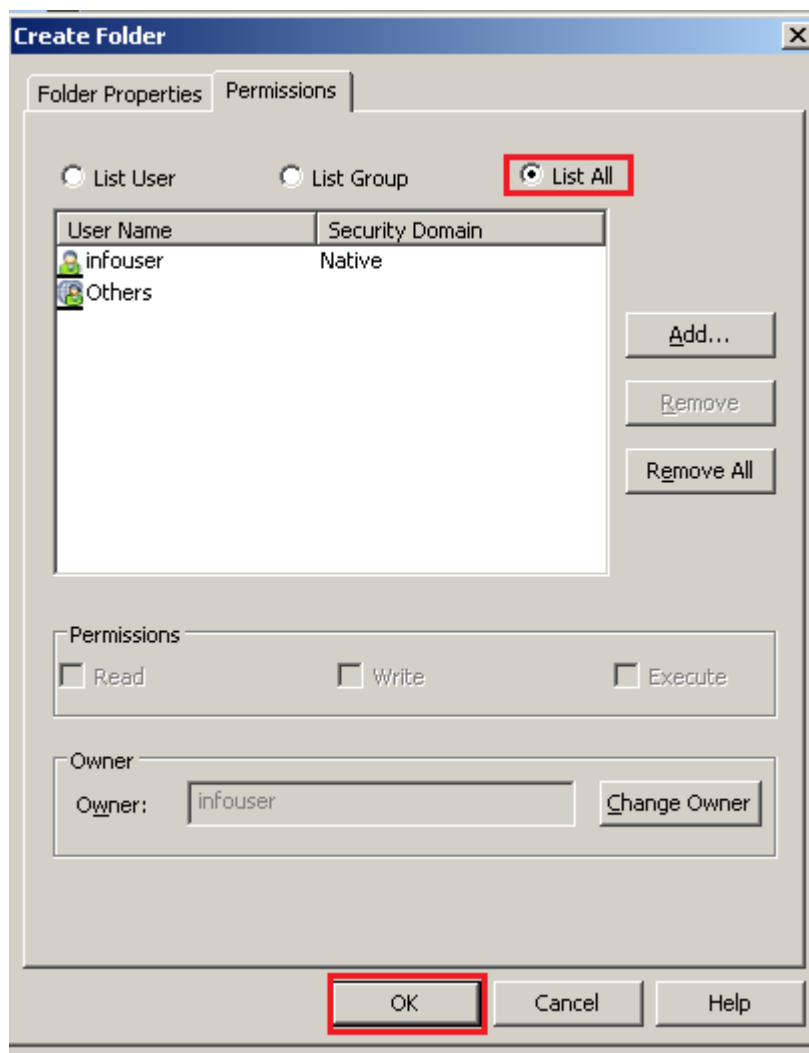 Create Folder
Folder Properties Permissions
List User List Group List All
User Name Security Domain
infouser Native
Others
Add...
Remove
Remove All
Permissions
Read Write Execute
Owner
Owner: infouser Change Owner
OK Cancel Help